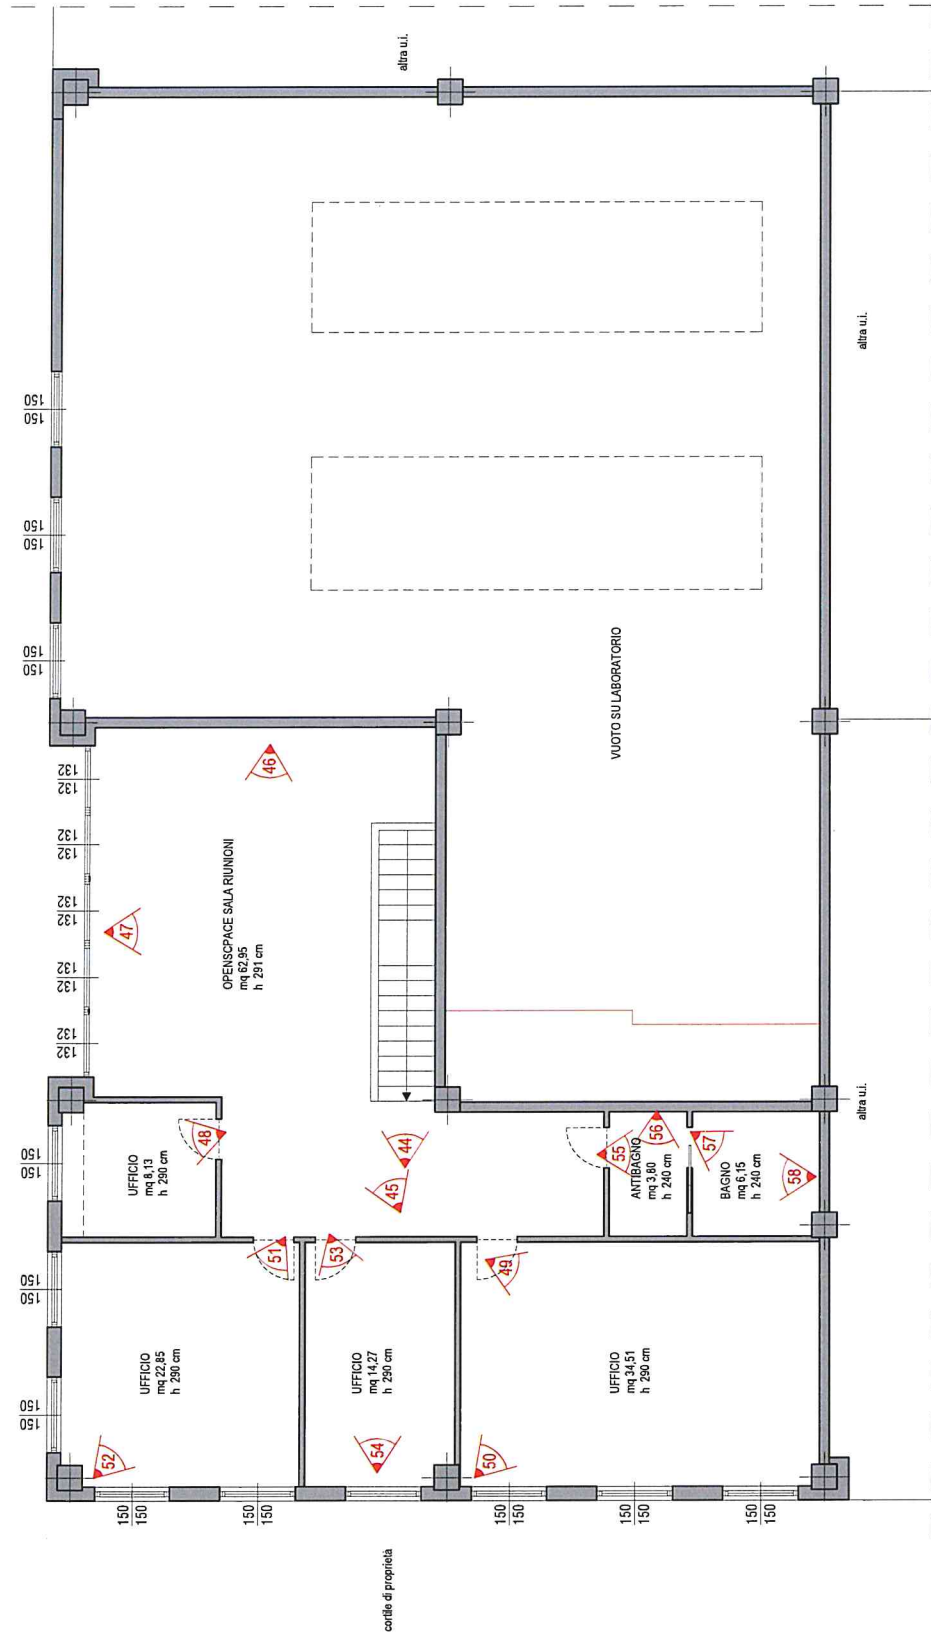 altra u.i.
altra u.i.
altra u.i.
cortile di proprietà
150
150
150
150
150
150
132
132
132
132
132
132
132
132
132
132
150
150
150
150
150
150
VUOTO SU LABORATORIO
OPENSCPACE SALA RIUNIONI
mq 62,95
h 291 cm
UFFICIO
mq 8,13
h 290 cm
UFFICIO
mq 22,85
h 290 cm
UFFICIO
mq 14,27
h 290 cm
UFFICIO
mq 34,51
h 290 cm
ANTIBAGNO
mq 3,80
h 240 cm
BAGNO
mq 6,15
h 240 cm
46
47
48
44
45
51
53
49
52
54
50
55
56
57
58
150
150
150
150
150
150
150
150
150
150